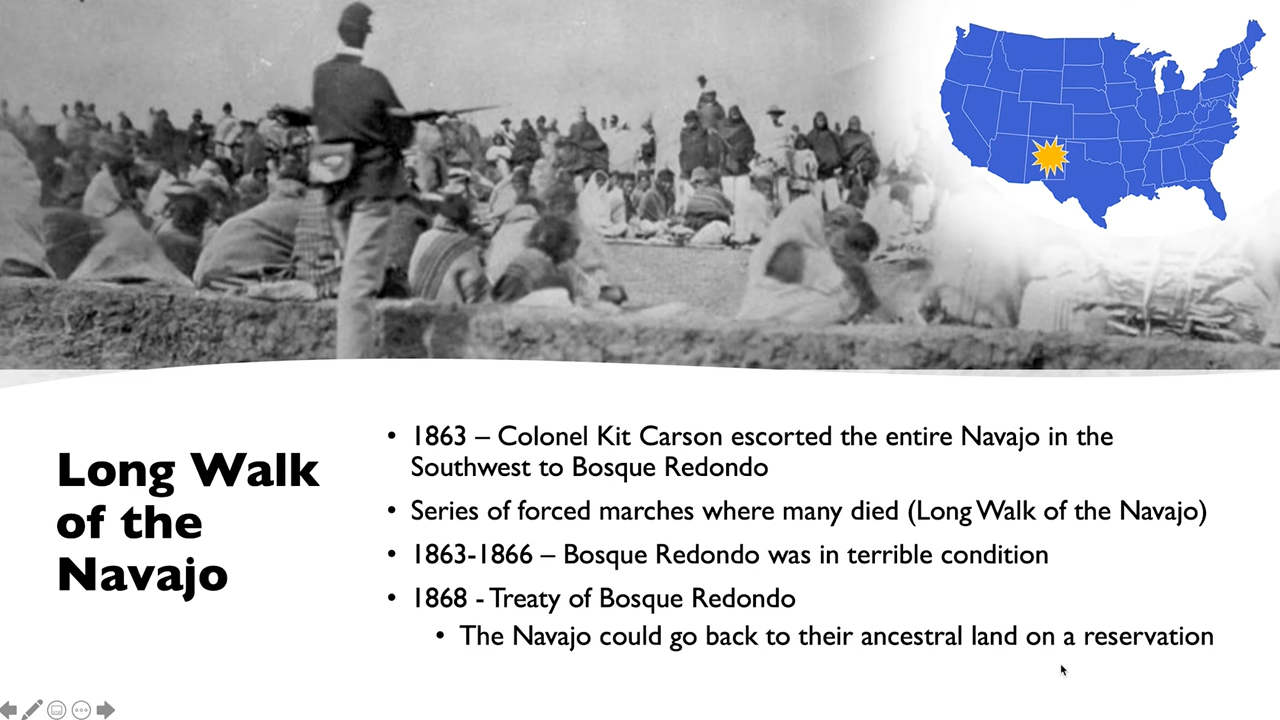 Long Walk
of the
Navajo
• 1863 – Colonel Kit Carson escorted the entire Navajo in the
Southwest to Bosque Redondo
• Series of forced marches where many died (Long Walk of the Navajo)
• 1863-1866 – Bosque Redondo was in terrible condition
• 1868 - Treaty of Bosque Redondo
• The Navajo could go back to their ancestral land on a reservation